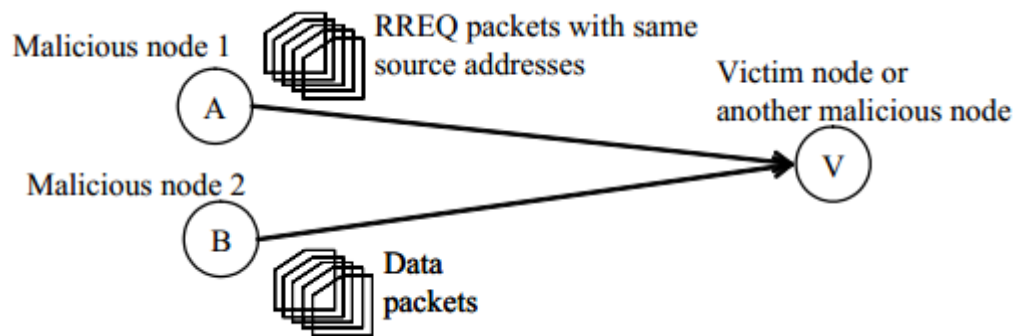 Malicious node 1
RREQ packets with same
source addresses
A
Victim node or
another malicious node
V
Malicious node 2
B
Data
packets